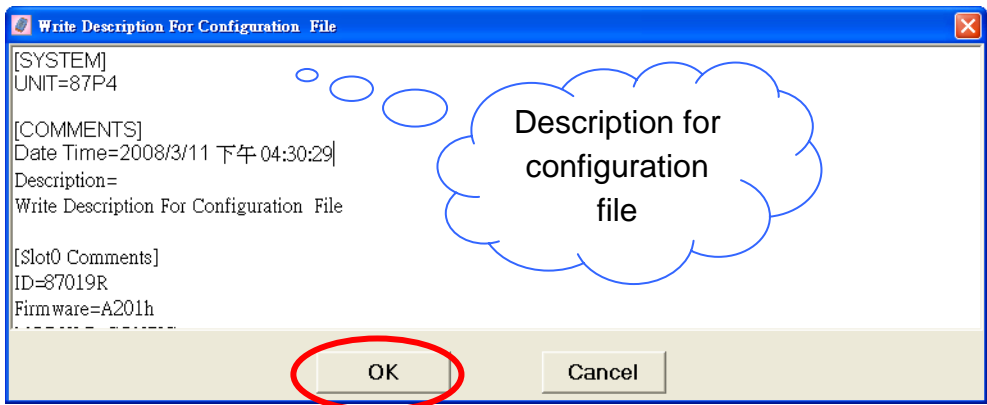 Write Description For Configuration File
[SYSTEM]
UNIT=87P4
[COMMENTS]
Date Time=2008/3/11 下午 04:30:29
Description=
Write Description For Configuration File
[Slot0 Comments]
ID=87019R
Firmware=A201h
Description for
configuration
file
OK
Cancel